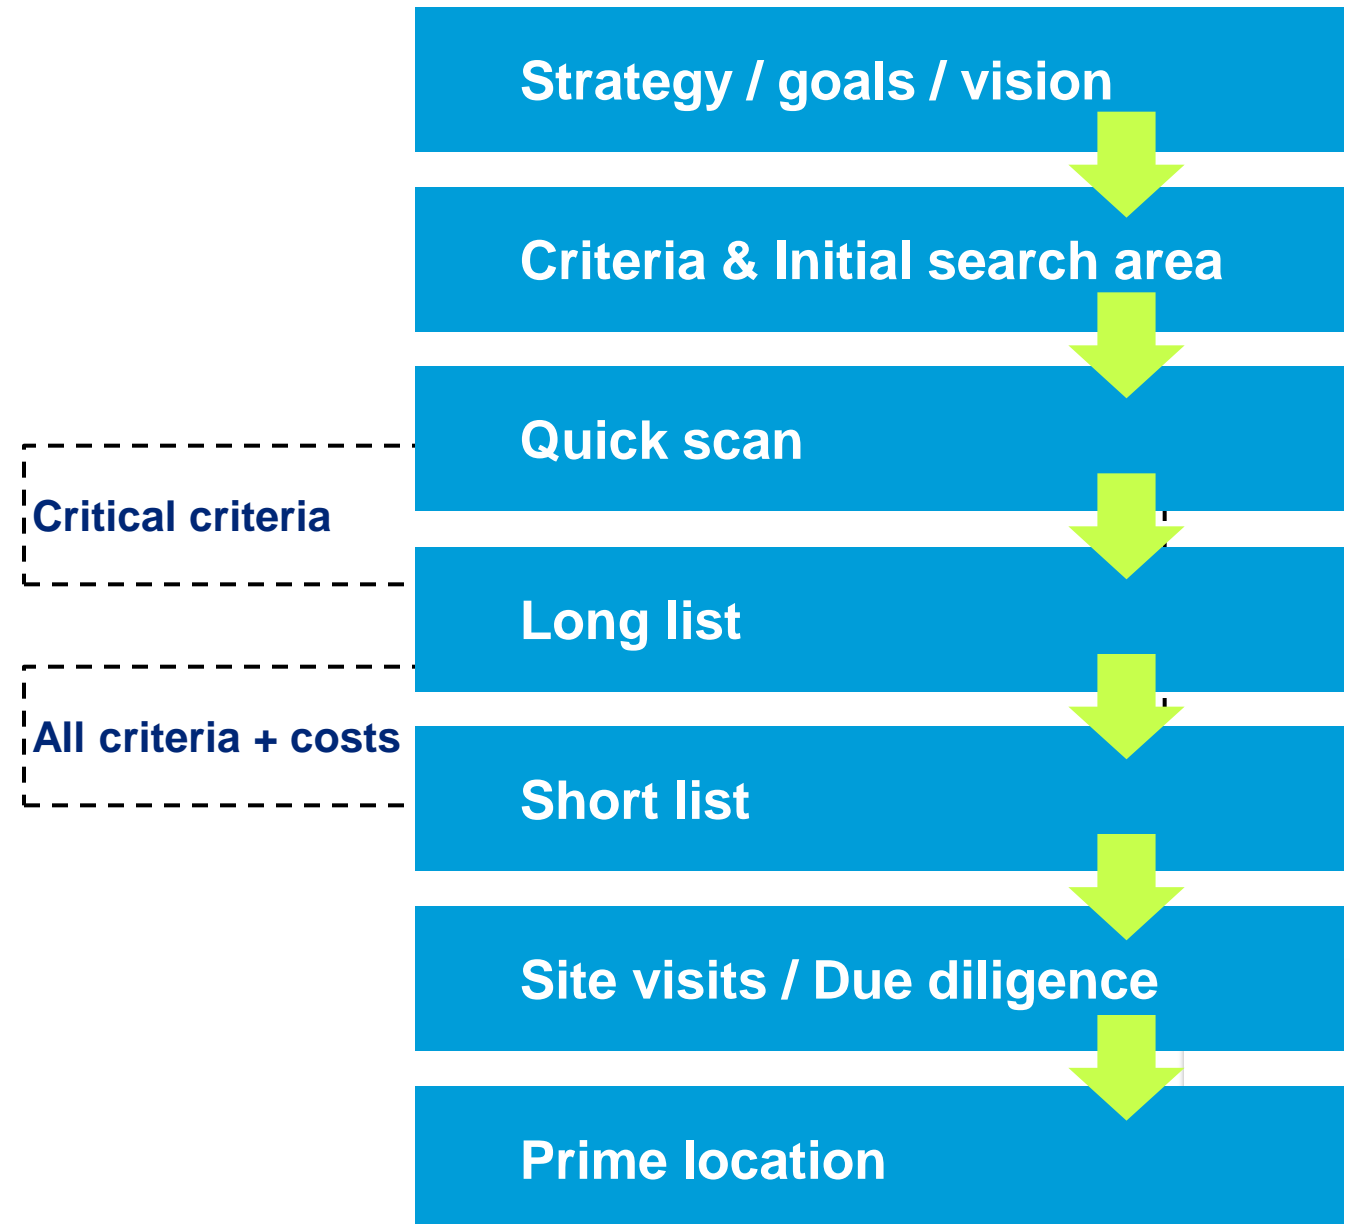 Strategy / goals / vision
Criteria & Initial search area
Quick scan
Critical criteria
Long list
All criteria + costs
Short list
Site visits / Due diligence
Prime location